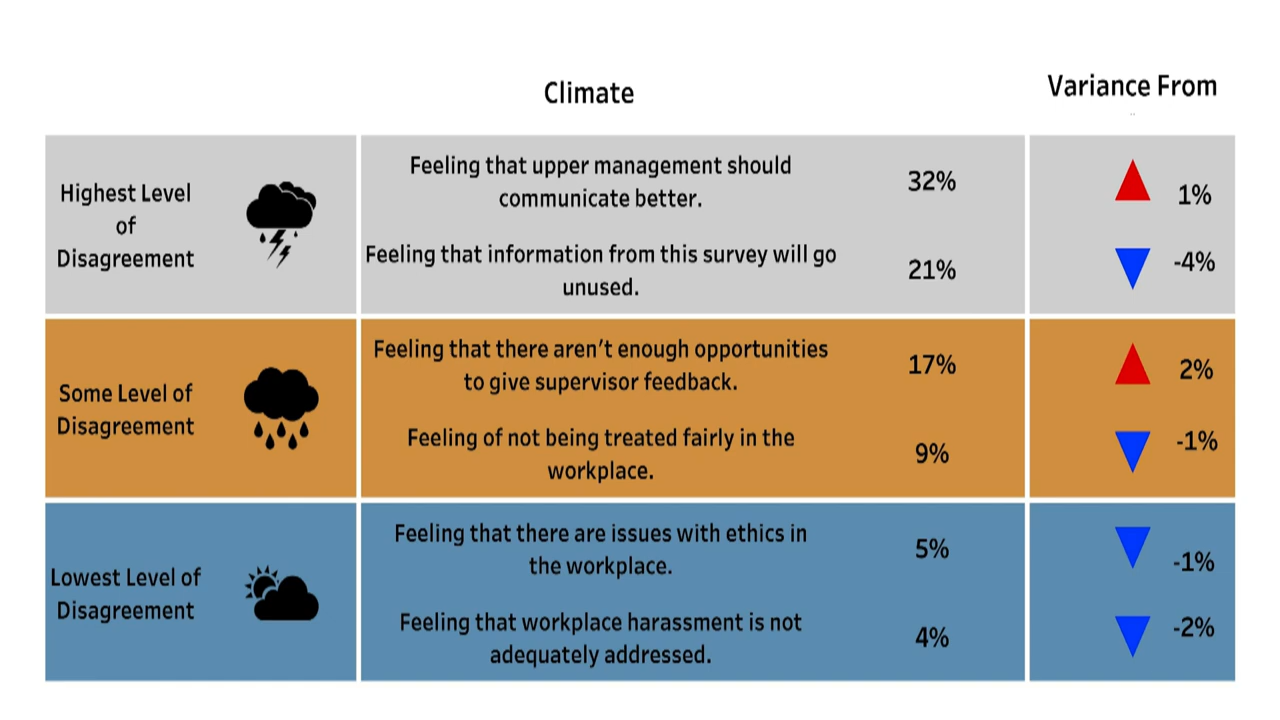 Climate
Variance From
Highest Level
of
Disagreement
Feeling that upper management should
communicate better.
32%
1%
Feeling that information from this survey will go
unused.
21%
-4%
Some Level of
Disagreement
Feeling that there aren't enough opportunities
to give supervisor feedback.
17%
2%
Feeling of not being treated fairly in the
workplace.
9%
-1%
Lowest Level of
Disagreement
Feeling that there are issues with ethics in
the workplace.
5%
-1%
Feeling that workplace harassment is not
adequately addressed.
4%
-2%